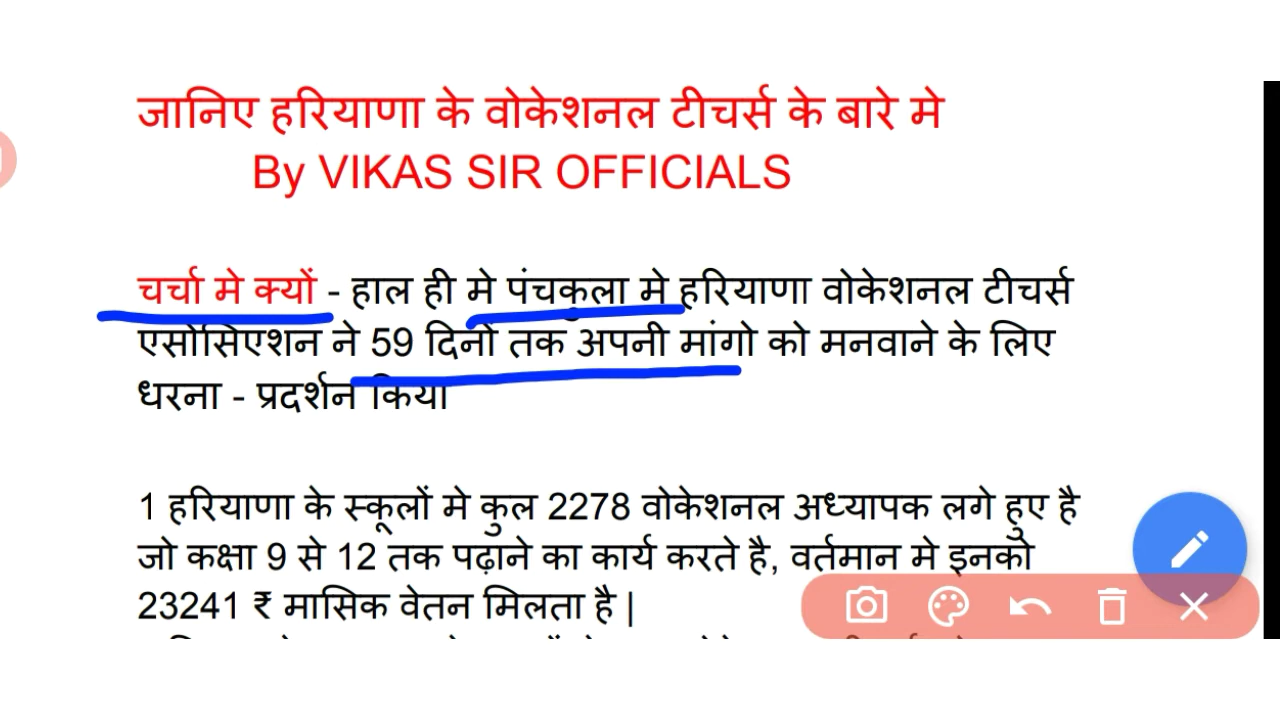 जानिए हरियाणा के वोकेशनल टीचर्स के बारे मे
By VIKAS SIR OFFICIALS
चर्चा मे क्यों - हाल ही मे पंचकुला मे हरियाणा वोकेशनल टीचर्स
एसोसिएशन ने 59 दिनों तक अपनी मांगो को मनवाने के लिए
धरना - प्रदर्शन किया
1 हरियाणा के स्कूलों मे कुल 2278 वोकेशनल अध्यापक लगे हुए है
जो कक्षा 9 से 12 तक पढ़ाने का कार्य करते है, वर्तमान मे इनको
23241 ₹ मासिक वेतन मिलता है |